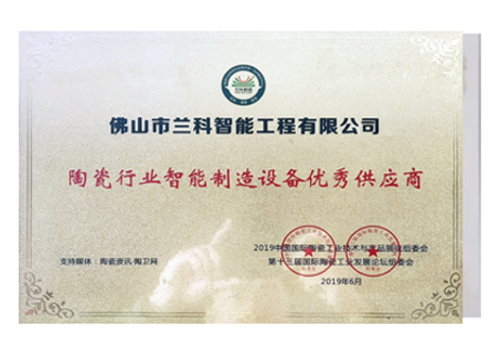 佛山市兰科智能工程有限公司
陶瓷行业智能制造设备优秀供应商
2019中国国际陶瓷工业技术与产品展览组委会
支持媒体：陶瓷资讯·陶卫网
第十三届国际陶瓷工业发展论坛组委会
2019年6月